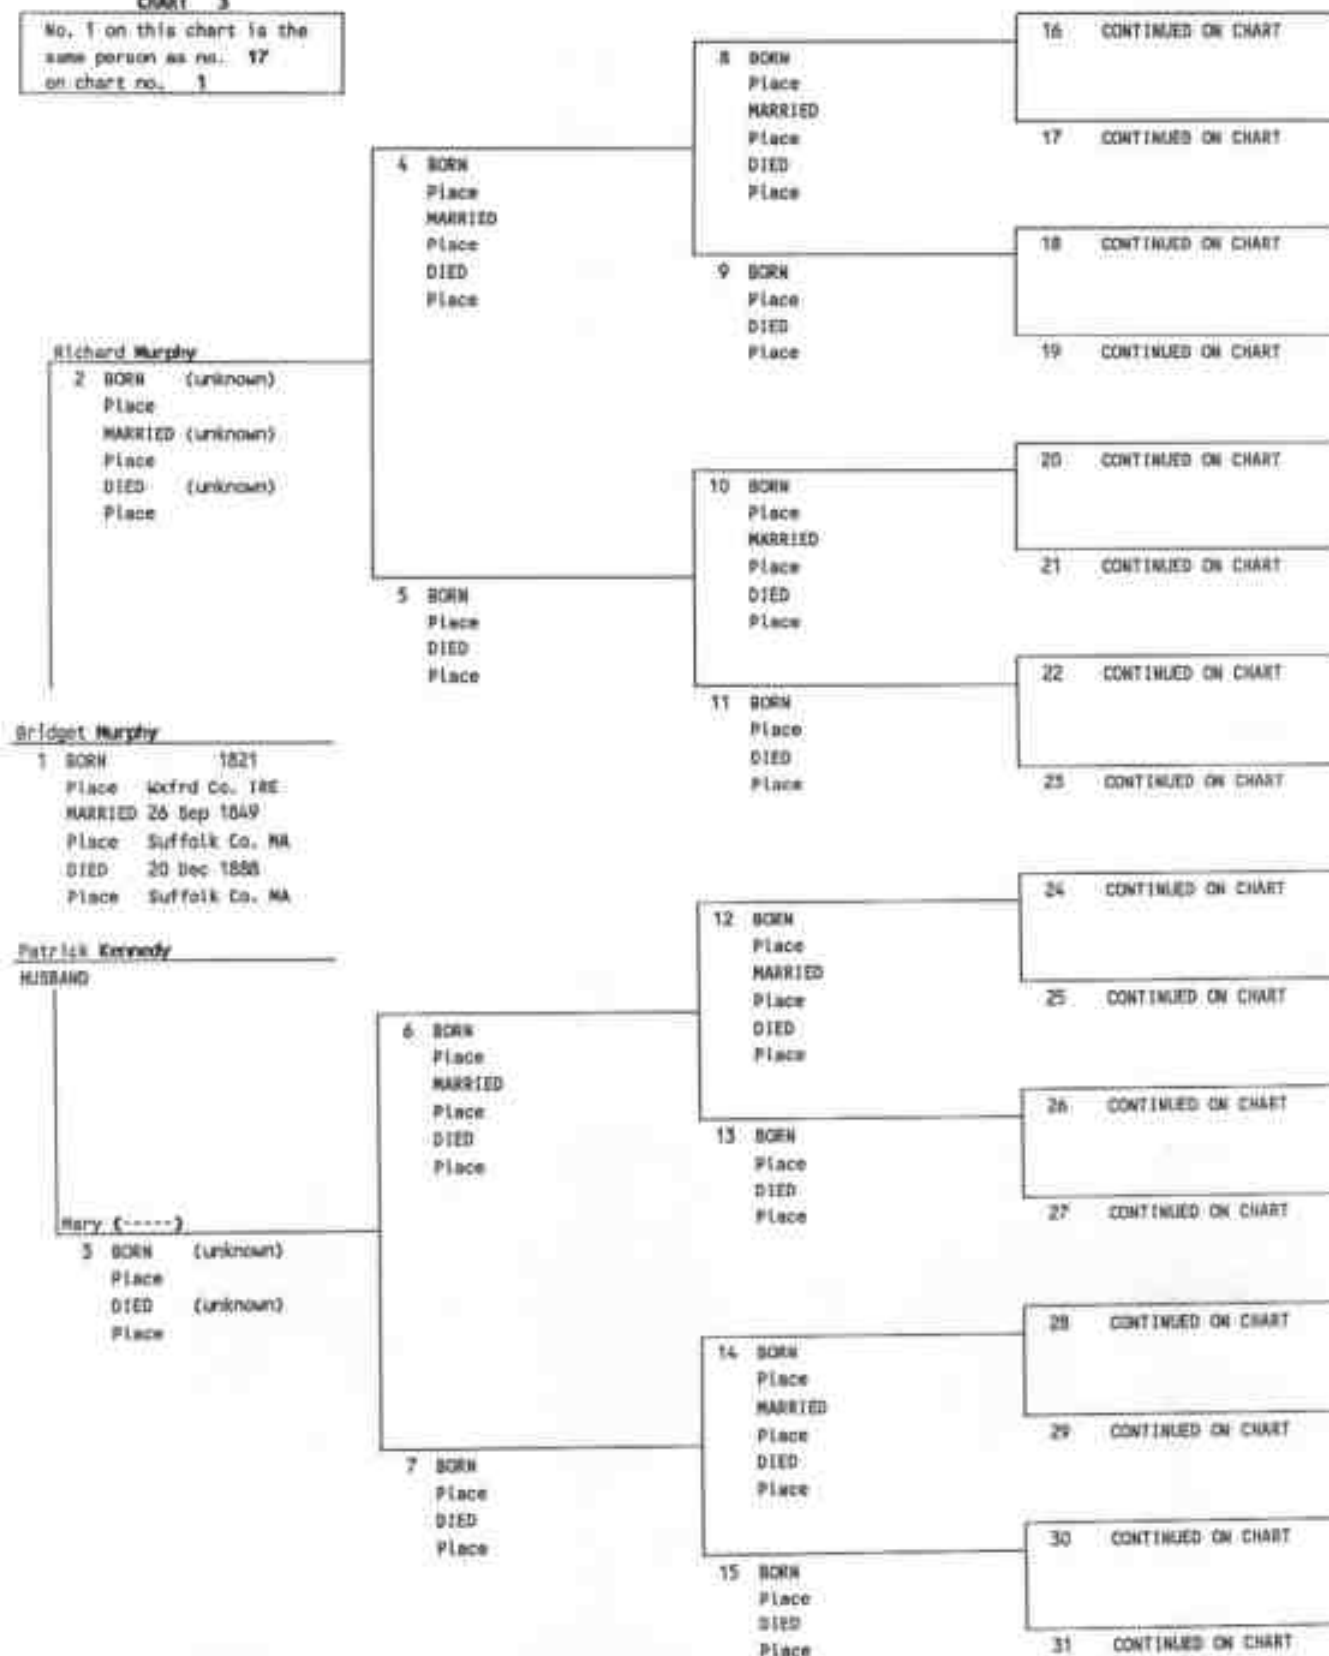 CHART 3
No. 1 on this chart is the
same person as no. 17
on chart no. 1
16 CONTINUED ON CHART
8 BORN
Place
MARRIED
Place
DIED
Place
17 CONTINUED ON CHART
4 BORN
Place
MARRIED
Place
DIED
Place
18 CONTINUED ON CHART
9 BORN
Place
DIED
Place
19 CONTINUED ON CHART
Richard Murphy
2 BORN (unknown)
Place
MARRIED (unknown)
Place
DIED (unknown)
Place
20 CONTINUED ON CHART
10 BORN
Place
MARRIED
Place
DIED
Place
21 CONTINUED ON CHART
5 BORN
Place
DIED
Place
22 CONTINUED ON CHART
11 BORN
Place
DIED
Place
23 CONTINUED ON CHART
Bridget Murphy
1 BORN 1821
Place Wxfrd Co. IRE
MARRIED 26 Sep 1849
Place Suffolk Co. MA
DIED 20 Dec 1888
Place Suffolk Co. MA
24 CONTINUED ON CHART
12 BORN
Place
MARRIED
Place
DIED
Place
25 CONTINUED ON CHART
Patrick Kennedy
HUSBAND
6 BORN
Place
MARRIED
Place
DIED
Place
26 CONTINUED ON CHART
13 BORN
Place
DIED
Place
27 CONTINUED ON CHART
Mary (-----)
3 BORN (unknown)
Place
DIED (unknown)
Place
28 CONTINUED ON CHART
14 BORN
Place
MARRIED
Place
DIED
Place
29 CONTINUED ON CHART
7 BORN
Place
DIED
Place
30 CONTINUED ON CHART
15 BORN
Place
DIED
Place
31 CONTINUED ON CHART